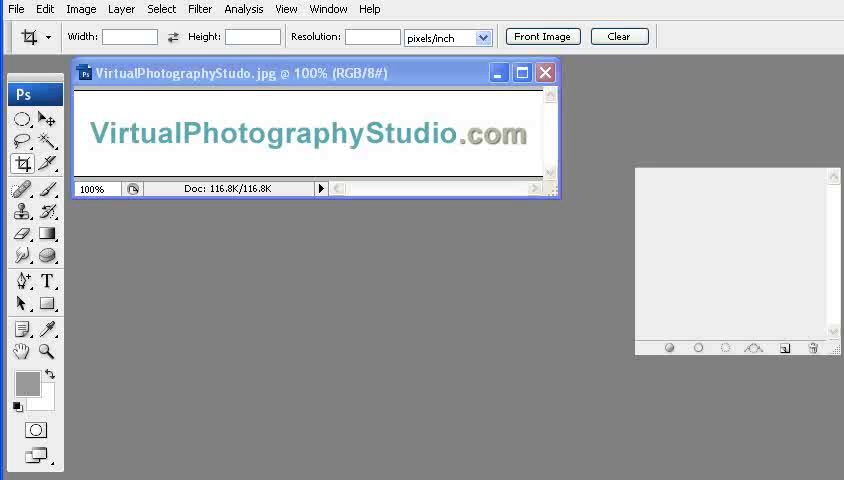 File Edit Image Layer Select Filter Analysis View Window Help
Width: Height: Resolution: pixels/inch Front Image Clear
Ps
Ps VirtualPhotographyStudo.jpg @ 100% (RGB/8#)
VirtualPhotographyStudio.com
100% Doc: 116.8K/116.8K
T